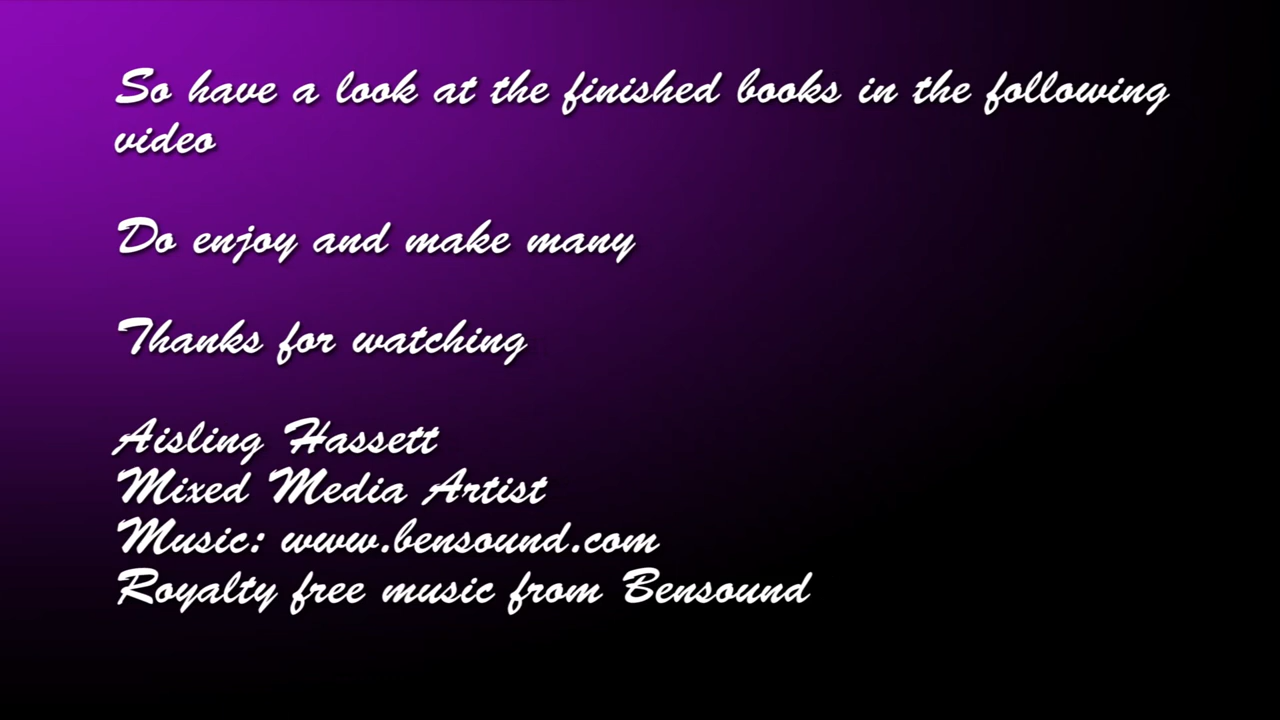 So have a look at the finished books in the following
video
Do enjoy and make many
Thanks for watching
Aisling Hassett
Mixed Media Artist
Music: www.bensound.com
Royalty free music from Bensound